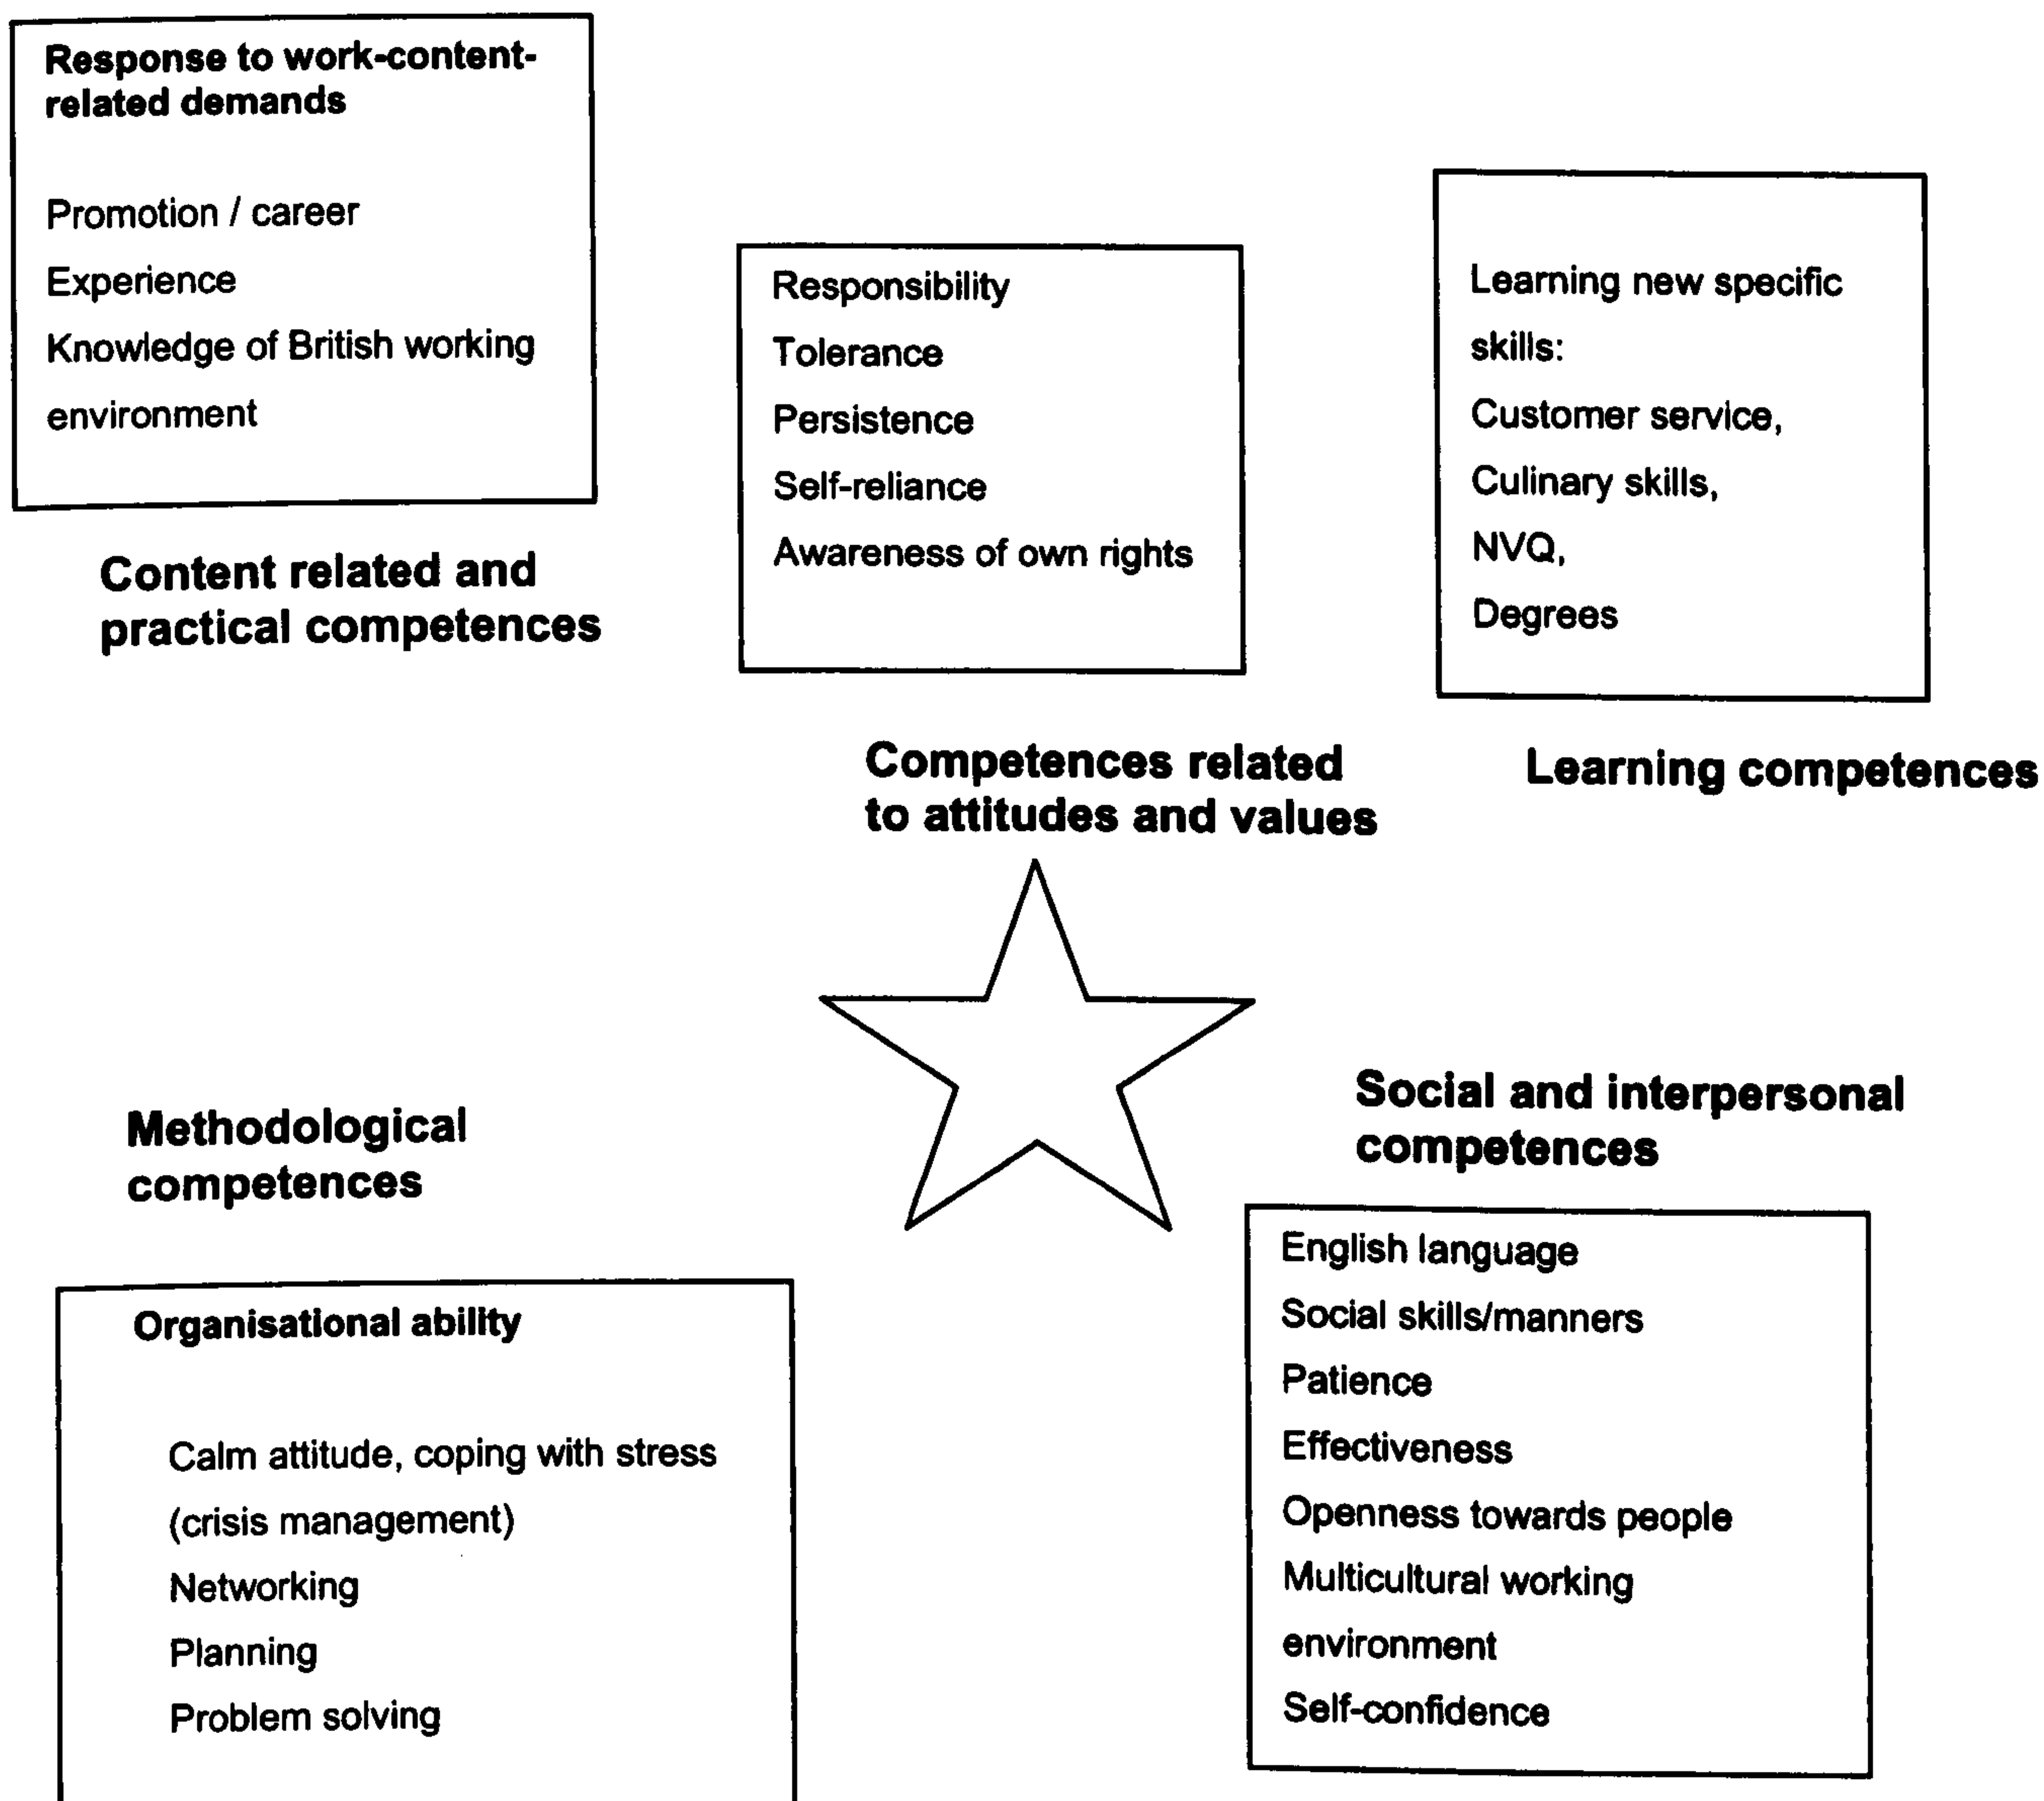 Response to work-content-
related demands
Promotion / career
Experience
Knowledge of British working
environment
Content related and
practical competences
Responsibility
Tolerance
Persistence
Self-reliance
Awareness of own rights
Competences related
to attitudes and values
Learning new specific
skills:
Customer service,
Culinary skills,
NVQ,
Degrees
Learning competences
Methodological
competences
Organisational ability
Calm attitude, coping with stress
(crisis management)
Networking
Planning
Problem solving
Social and interpersonal
competences
English language
Social skills/manners
Patience
Effectiveness
Openness towards people
Multicultural working
environment
Self-confidence